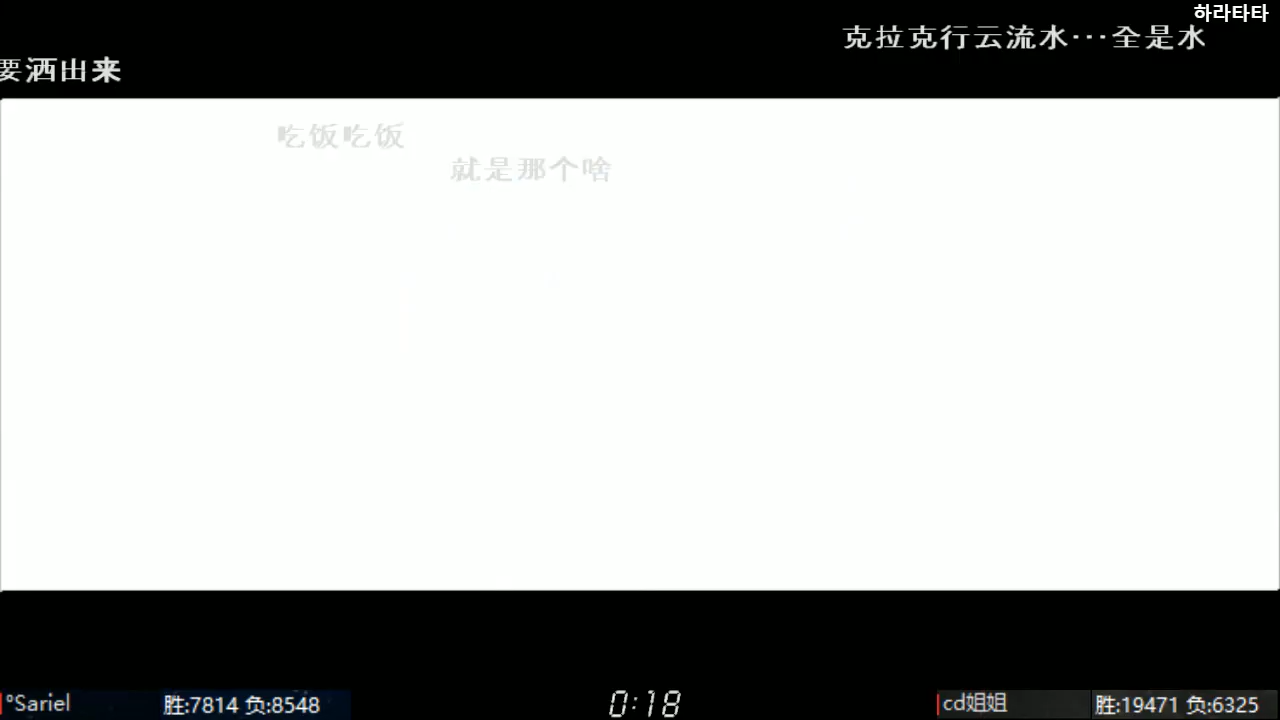 하라타타
克拉克行云流水···全是水
要洒出来
吃饭吃饭
就是那个啥
°Sariel 胜:7814 负:8548
0:18
cd姐姐 胜:19471 负:6325